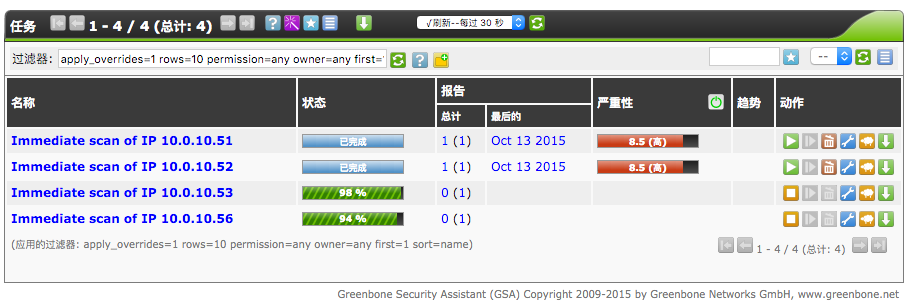 任务 1 - 4 / 4 (总计: 4) √刷新--每过 30 秒
过滤器: apply_overrides=1 rows=10 permission=any owner=any first=1 --
名称 状态 报告 严重性 趋势 动作
总计 最后的
Immediate scan of IP 10.0.10.51 已完成 1 (1) Oct 13 2015 8.5 (高)
Immediate scan of IP 10.0.10.52 已完成 1 (1) Oct 13 2015 8.5 (高)
Immediate scan of IP 10.0.10.53 98 % 0 (1)
Immediate scan of IP 10.0.10.56 94 % 0 (1)
(应用的过滤器: apply_overrides=1 rows=10 permission=any owner=any first=1 sort=name) 1 - 4 / 4 (总计: 4)
Greenbone Security Assistant (GSA) Copyright 2009-2015 by Greenbone Networks GmbH, www.greenbone.net